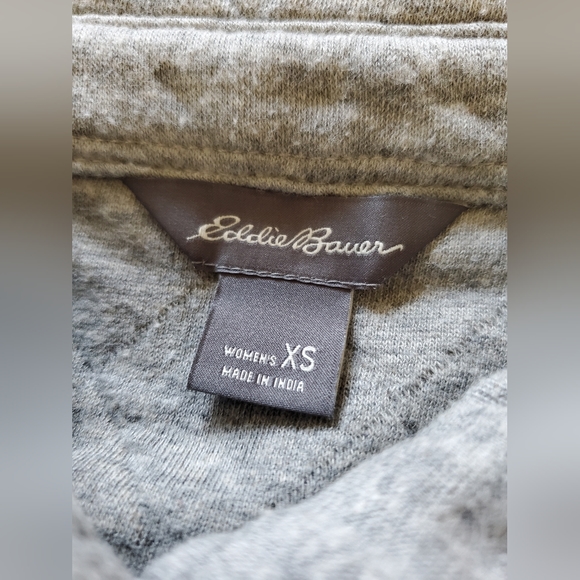 Eddie Bauer
WOMEN'S XS
MADE IN INDIA